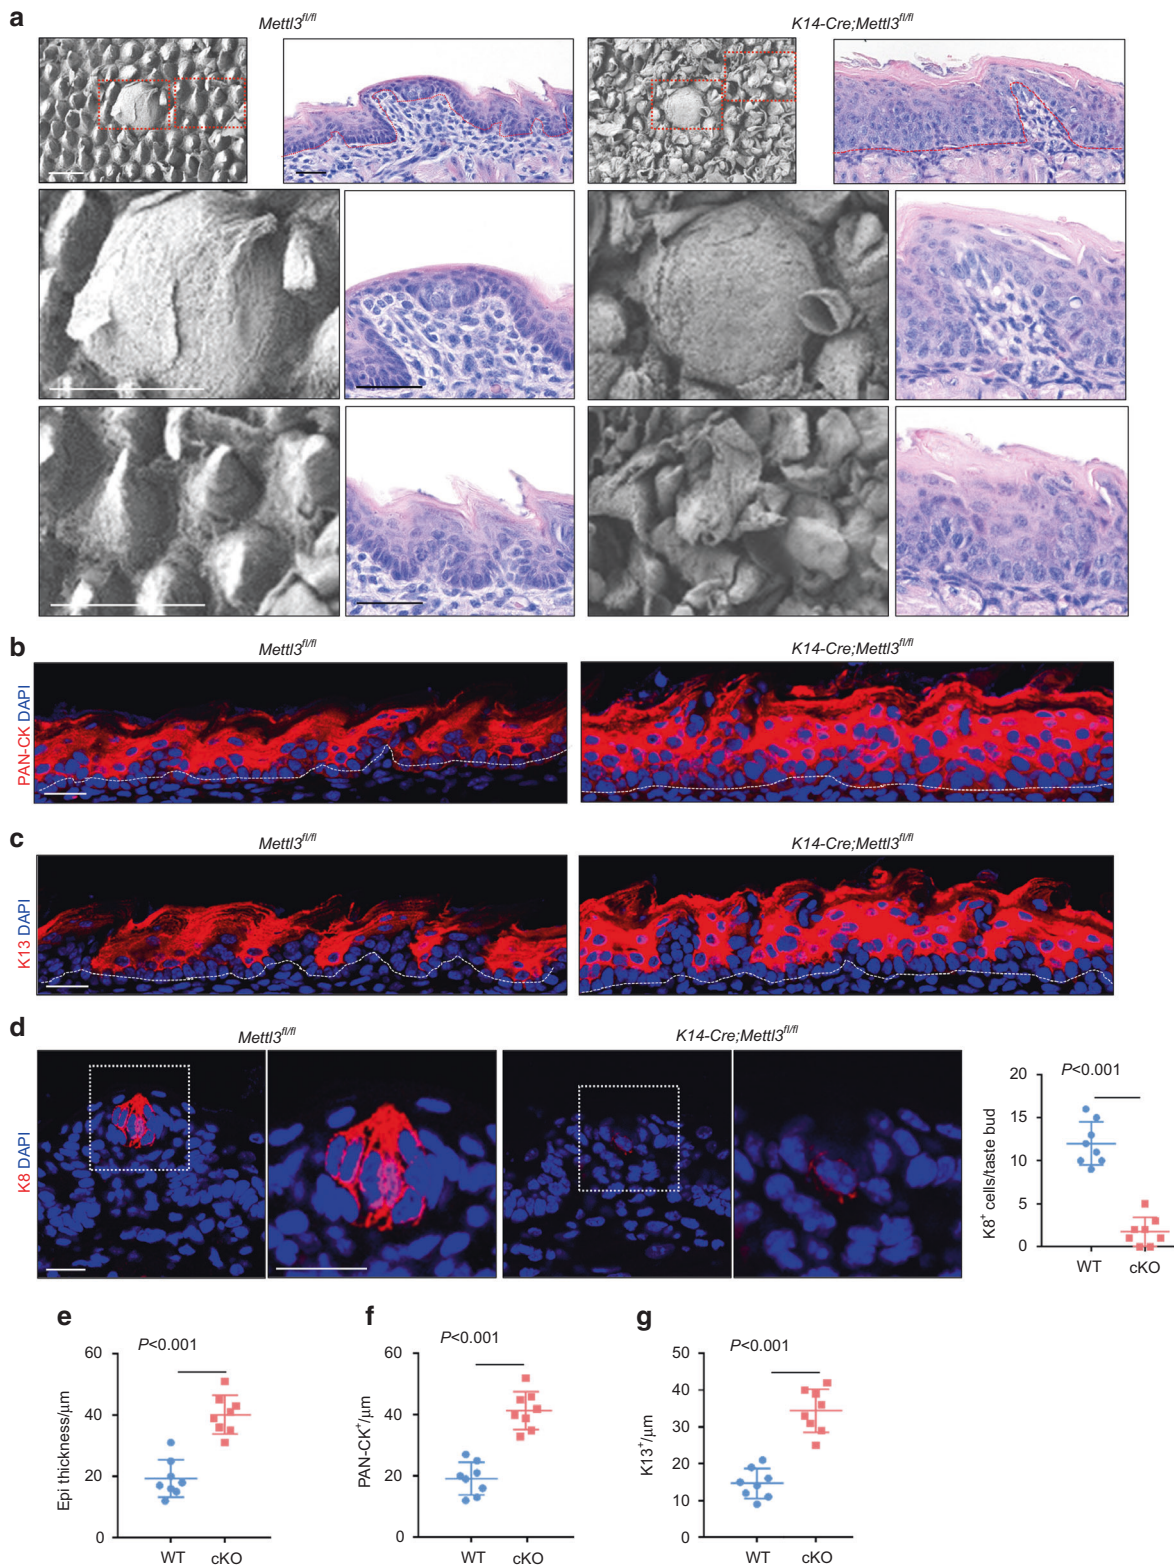 a
Mettl3fl/fl
K14-Cre;Mettl3fl/fl
b
Mettl3fl/fl
K14-Cre;Mettl3fl/fl
PAN-CK DAPI
c
Mettl3fl/fl
K14-Cre;Mettl3fl/fl
K13 DAPI
d
Mettl3fl/fl
K14-Cre;Mettl3fl/fl
K8 DAPI
K8+ cells/taste bud
P<0.001
20
15
10
5
0
WT
cKO
e
P<0.001
Epi thickness/μm
60
40
20
0
WT
cKO
f
P<0.001
PAN-CK+/μm
60
40
20
0
WT
cKO
g
P<0.001
K13+/μm
50
40
30
20
10
0
WT
cKO